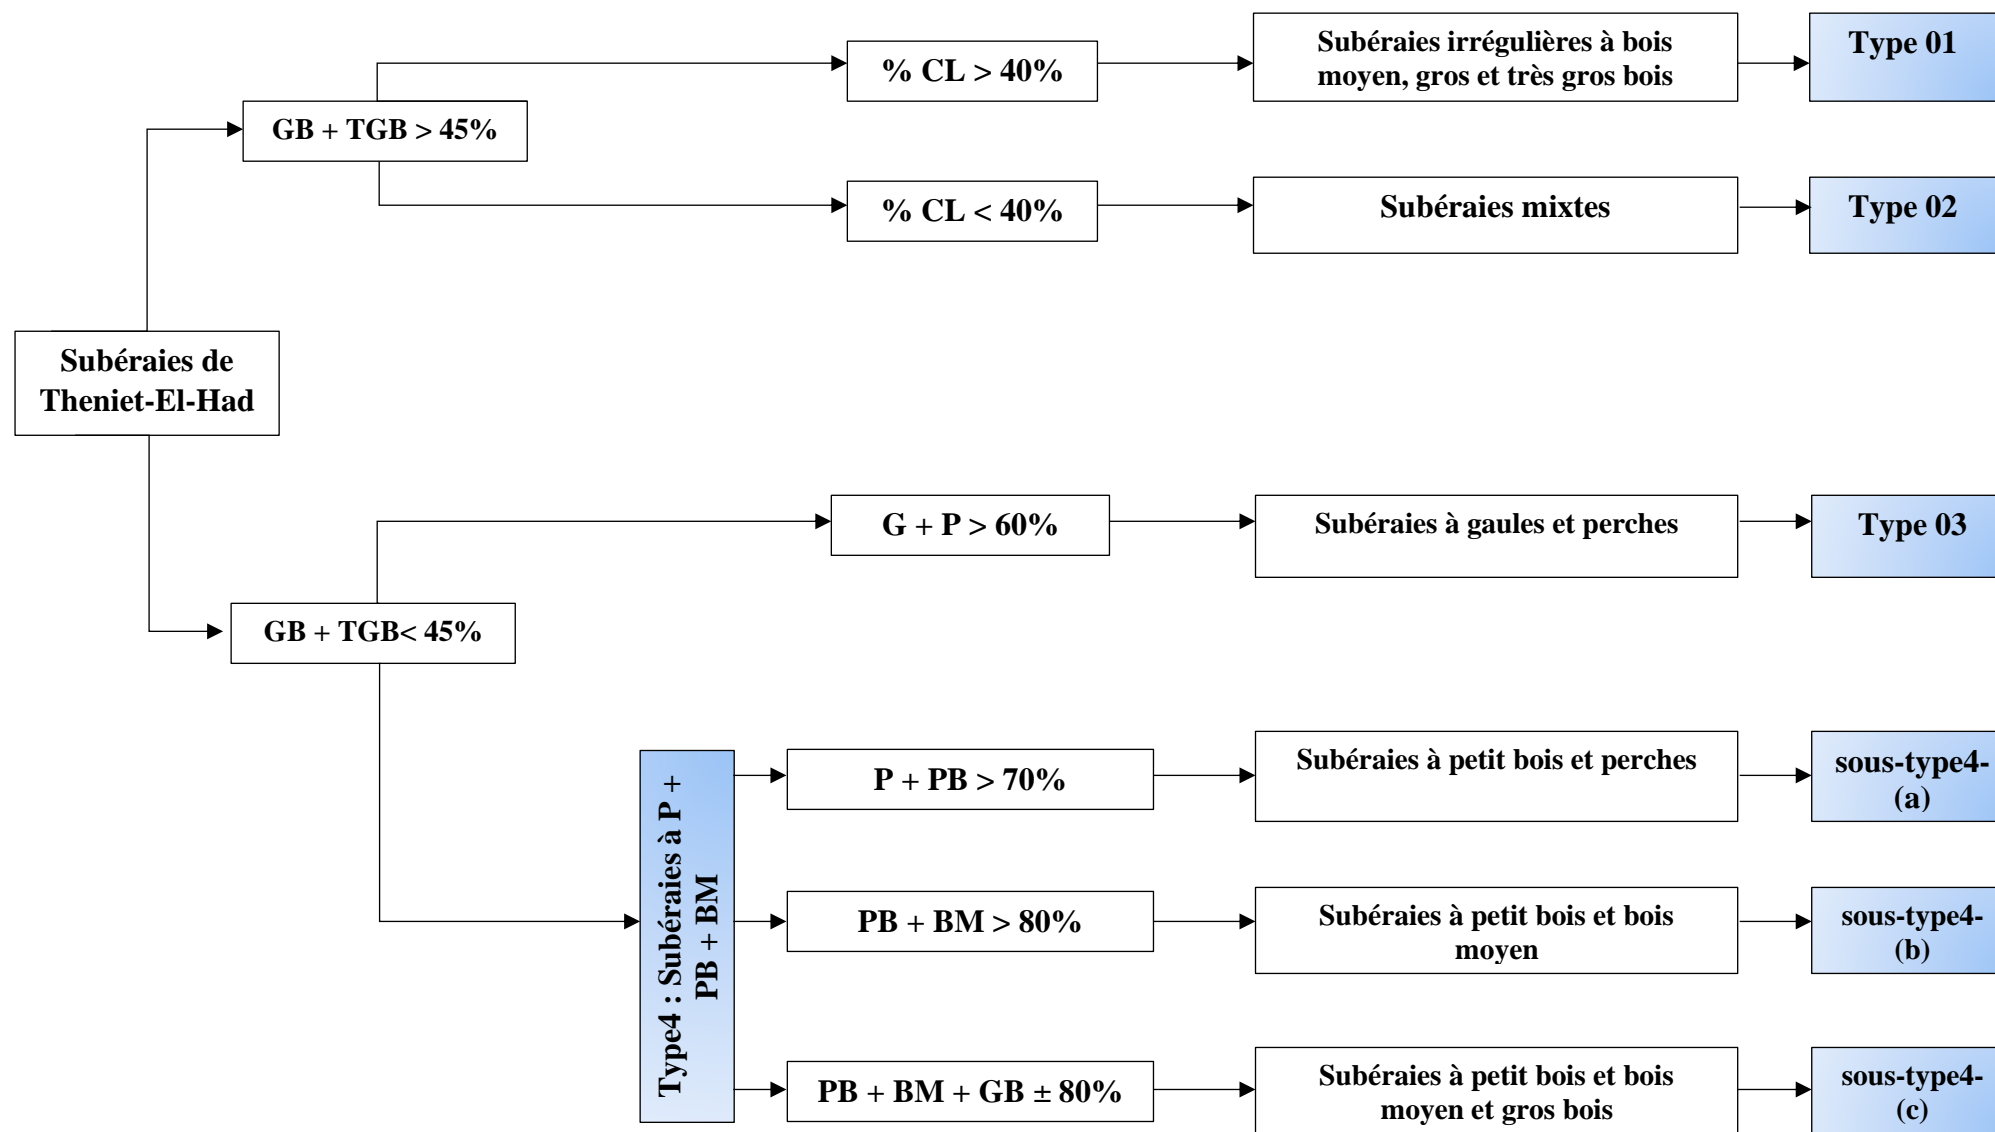 % CL > 40%
Subéraies irrégulières à bois
moyen, gros et très gros bois
Type 01
GB + TGB > 45%
% CL < 40%
Subéraies mixtes
Type 02
Subéraies de
Theniet-El-Had
G + P > 60%
Subéraies à gaules et perches
Type 03
GB + TGB< 45%
Type4 : Subéraies à P +
PB + BM
P + PB > 70%
Subéraies à petit bois et perches
sous-type4-
(a)
PB + BM > 80%
Subéraies à petit bois et bois
moyen
sous-type4-
(b)
PB + BM + GB ± 80%
Subéraies à petit bois et bois
moyen et gros bois
sous-type4-
(c)